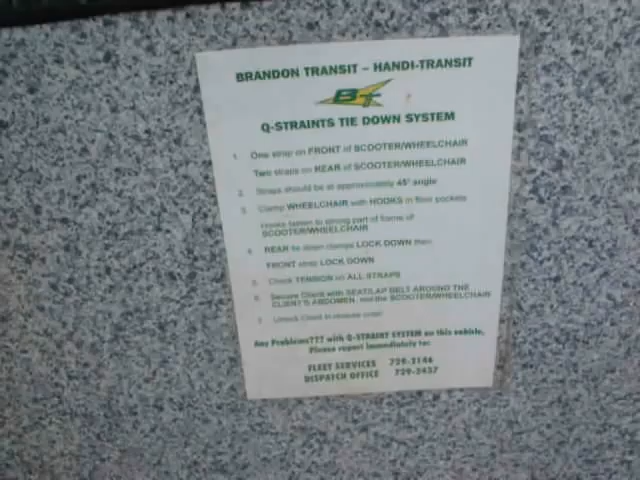 BRANDON TRANSIT – HANDI-TRANSIT
BT
Q-STRAINTS TIE DOWN SYSTEM
1. One strap on FRONT of SCOOTER/WHEELCHAIR
Two straps on REAR of SCOOTER/WHEELCHAIR
2. Straps should be at approximately 45° angle
3. Clamp WHEELCHAIR with HOOKS in floor pockets
Hooks fasten to strong part of frame of
SCOOTER/WHEELCHAIR
4. REAR tie down clamps LOCK DOWN then
FRONT strap LOCK DOWN
5. Check TENSION on ALL STRAPS
6. Secure Client with SEAT/LAP BELT AROUND THE
CLIENT'S ABDOMEN, not the SCOOTER/WHEELCHAIR
7. Unlock Client in reverse order
Any Problems??? with Q-STRAINT SYSTEM on this vehicle,
Please report immediately to:
FLEET SERVICES 729-2146
DISPATCH OFFICE 729-2437